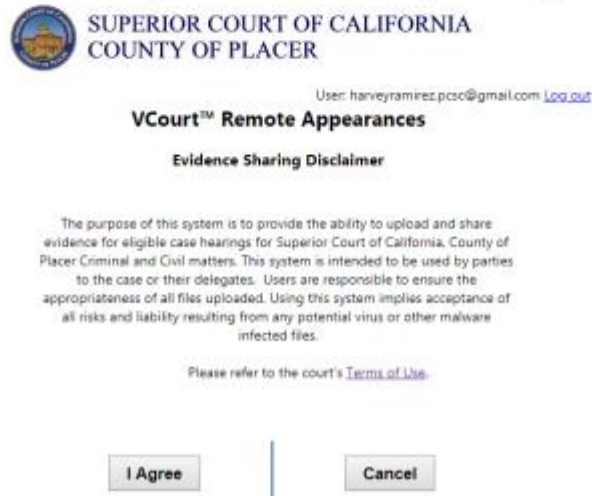 SUPERIOR COURT OF CALIFORNIA
COUNTY OF PLACER
User: harveyramirez.pcsc@gmail.com Log out
VCourt™ Remote Appearances
Evidence Sharing Disclaimer
The purpose of this system is to provide the ability to upload and share
evidence for eligible case hearings for Superior Court of California, County of
Placer Criminal and Civil matters. This system is intended to be used by parties
to the case or their delegates. Users are responsible to ensure the
appropriateness of all files uploaded. Using this system implies acceptance of
all risks and liability resulting from any potential virus or other malware
infected files.
Please refer to the court's Terms of Use.
I Agree
Cancel